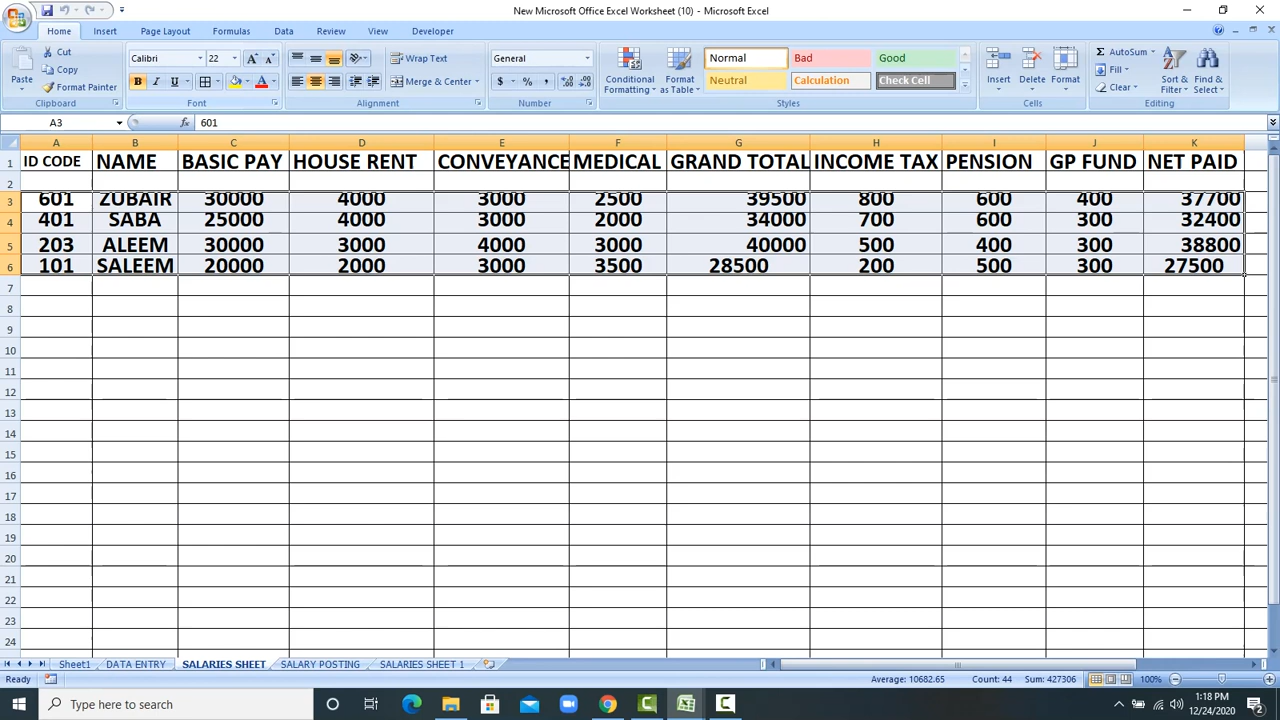 New Microsoft Office Excel Worksheet (10) - Microsoft Excel
Home Insert Page Layout Formulas Data Review View Developer
Paste Cut Copy Format Painter Clipboard
Calibri 22 A A B I U A Font
Wrap Text Merge & Center Alignment
General $ % , Number
Conditional Formatting Format as Table Normal Bad Good Neutral Calculation Check Cell Styles
Insert Delete Format Cells
AutoSum Fill Clear Sort & Filter Find & Select Editing
A3 fx 601
A B C D E F G H I J K
1 ID CODE NAME BASIC PAY HOUSE RENT CONVEYANCE MEDICAL GRAND TOTAL INCOME TAX PENSION GP FUND NET PAID
2
3 601 ZUBAIR 30000 4000 3000 2500 39500 800 600 400 37700
4 401 SABA 25000 4000 3000 2000 34000 700 600 300 32400
5 203 ALEEM 30000 3000 4000 3000 40000 500 400 300 38800
6 101 SALEEM 20000 2000 3000 3500 28500 200 500 300 27500
7
8
9
10
11
12
13
14
15
16
17
18
19
20
21
22
23
24
Sheet1 DATA ENTRY SALARIES SHEET SALARY POSTING SALARIES SHEET 1
Ready Average: 10682.65 Count: 44 Sum: 427306 100%
Type here to search 1:18 PM
12/24/2020 2